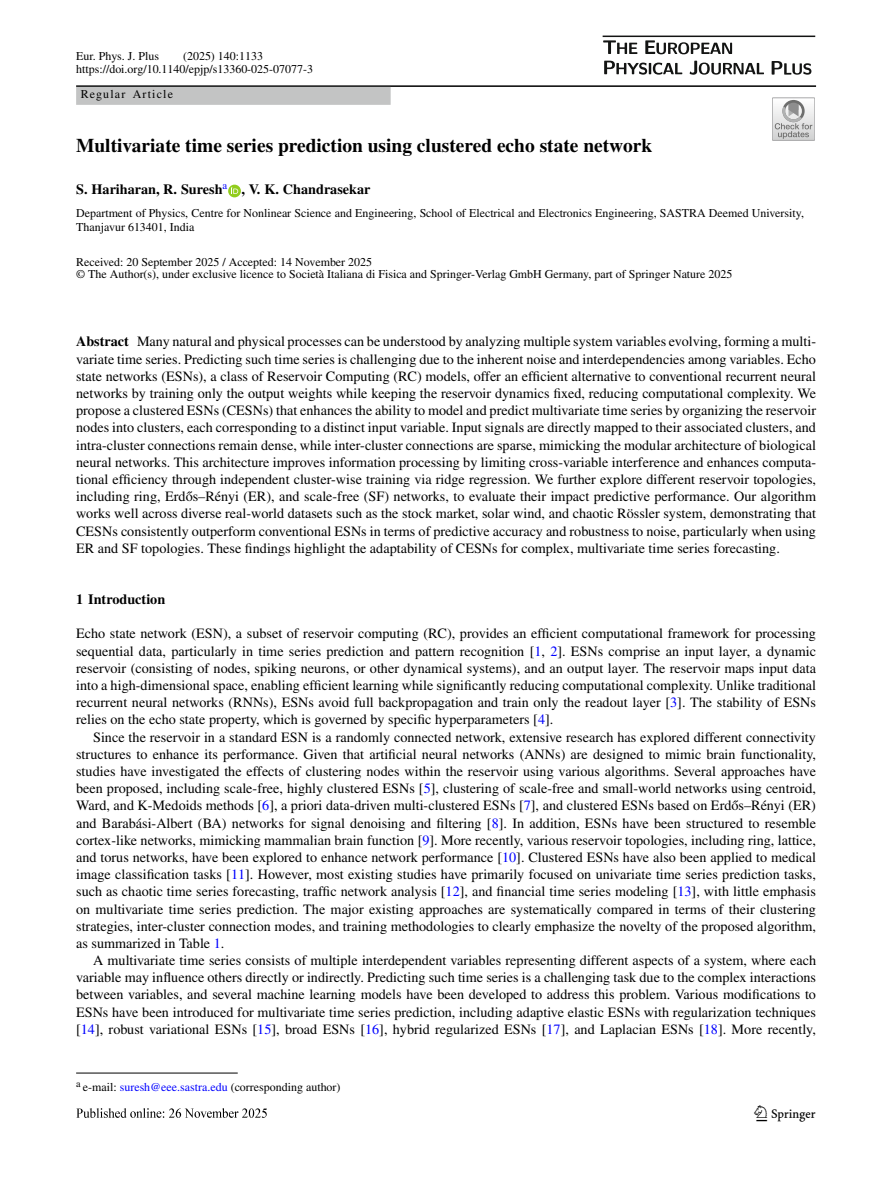 Eur. Phys. J. Plus (2025) 140:1133
https://doi.org/10.1140/epjp/s13360-025-07077-3
THE EUROPEAN
PHYSICAL JOURNAL PLUS
Regular Article
Check for
updates
Multivariate time series prediction using clustered echo state network
S. Hariharan, R. Suresh^a iD, V. K. Chandrasekar
Department of Physics, Centre for Nonlinear Science and Engineering, School of Electrical and Electronics Engineering, SASTRA Deemed University,
Thanjavur 613401, India
Received: 20 September 2025 / Accepted: 14 November 2025
© The Author(s), under exclusive licence to Società Italiana di Fisica and Springer-Verlag GmbH Germany, part of Springer Nature 2025
Abstract Many natural and physical processes can be understood by analyzing multiple system variables evolving, forming a multi-
variate time series. Predicting such time series is challenging due to the inherent noise and interdependencies among variables. Echo
state networks (ESNs), a class of Reservoir Computing (RC) models, offer an efficient alternative to conventional recurrent neural
networks by training only the output weights while keeping the reservoir dynamics fixed, reducing computational complexity. We
propose a clustered ESNs (CESNs) that enhances the ability to model and predict multivariate time series by organizing the reservoir
nodes into clusters, each corresponding to a distinct input variable. Input signals are directly mapped to their associated clusters, and
intra-cluster connections remain dense, while inter-cluster connections are sparse, mimicking the modular architecture of biological
neural networks. This architecture improves information processing by limiting cross-variable interference and enhances computa-
tional efficiency through independent cluster-wise training via ridge regression. We further explore different reservoir topologies,
including ring, Erdős–Rényi (ER), and scale-free (SF) networks, to evaluate their impact predictive performance. Our algorithm
works well across diverse real-world datasets such as the stock market, solar wind, and chaotic Rössler system, demonstrating that
CESNs consistently outperform conventional ESNs in terms of predictive accuracy and robustness to noise, particularly when using
ER and SF topologies. These findings highlight the adaptability of CESNs for complex, multivariate time series forecasting.
1 Introduction
Echo state network (ESN), a subset of reservoir computing (RC), provides an efficient computational framework for processing
sequential data, particularly in time series prediction and pattern recognition [1, 2]. ESNs comprise an input layer, a dynamic
reservoir (consisting of nodes, spiking neurons, or other dynamical systems), and an output layer. The reservoir maps input data
into a high-dimensional space, enabling efficient learning while significantly reducing computational complexity. Unlike traditional
recurrent neural networks (RNNs), ESNs avoid full backpropagation and train only the readout layer [3]. The stability of ESNs
relies on the echo state property, which is governed by specific hyperparameters [4].
Since the reservoir in a standard ESN is a randomly connected network, extensive research has explored different connectivity
structures to enhance its performance. Given that artificial neural networks (ANNs) are designed to mimic brain functionality,
studies have investigated the effects of clustering nodes within the reservoir using various algorithms. Several approaches have
been proposed, including scale-free, highly clustered ESNs [5], clustering of scale-free and small-world networks using centroid,
Ward, and K-Medoids methods [6], a priori data-driven multi-clustered ESNs [7], and clustered ESNs based on Erdős–Rényi (ER)
and Barabási-Albert (BA) networks for signal denoising and filtering [8]. In addition, ESNs have been structured to resemble
cortex-like networks, mimicking mammalian brain function [9]. More recently, various reservoir topologies, including ring, lattice,
and torus networks, have been explored to enhance network performance [10]. Clustered ESNs have also been applied to medical
image classification tasks [11]. However, most existing studies have primarily focused on univariate time series prediction tasks,
such as chaotic time series forecasting, traffic network analysis [12], and financial time series modeling [13], with little emphasis
on multivariate time series prediction. The major existing approaches are systematically compared in terms of their clustering
strategies, inter-cluster connection modes, and training methodologies to clearly emphasize the novelty of the proposed algorithm,
as summarized in Table 1.
A multivariate time series consists of multiple interdependent variables representing different aspects of a system, where each
variable may influence others directly or indirectly. Predicting such time series is a challenging task due to the complex interactions
between variables, and several machine learning models have been developed to address this problem. Various modifications to
ESNs have been introduced for multivariate time series prediction, including adaptive elastic ESNs with regularization techniques
[14], robust variational ESNs [15], broad ESNs [16], hybrid regularized ESNs [17], and Laplacian ESNs [18]. More recently,
a e-mail: suresh@eee.sastra.edu (corresponding author)
Published online: 26 November 2025
Springer